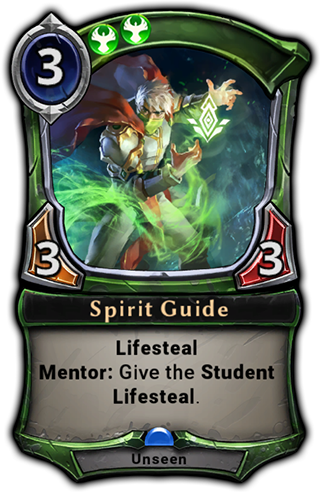 3
3
3
Spirit Guide
Lifesteal
Mentor: Give the Student
Lifesteal.
Unseen